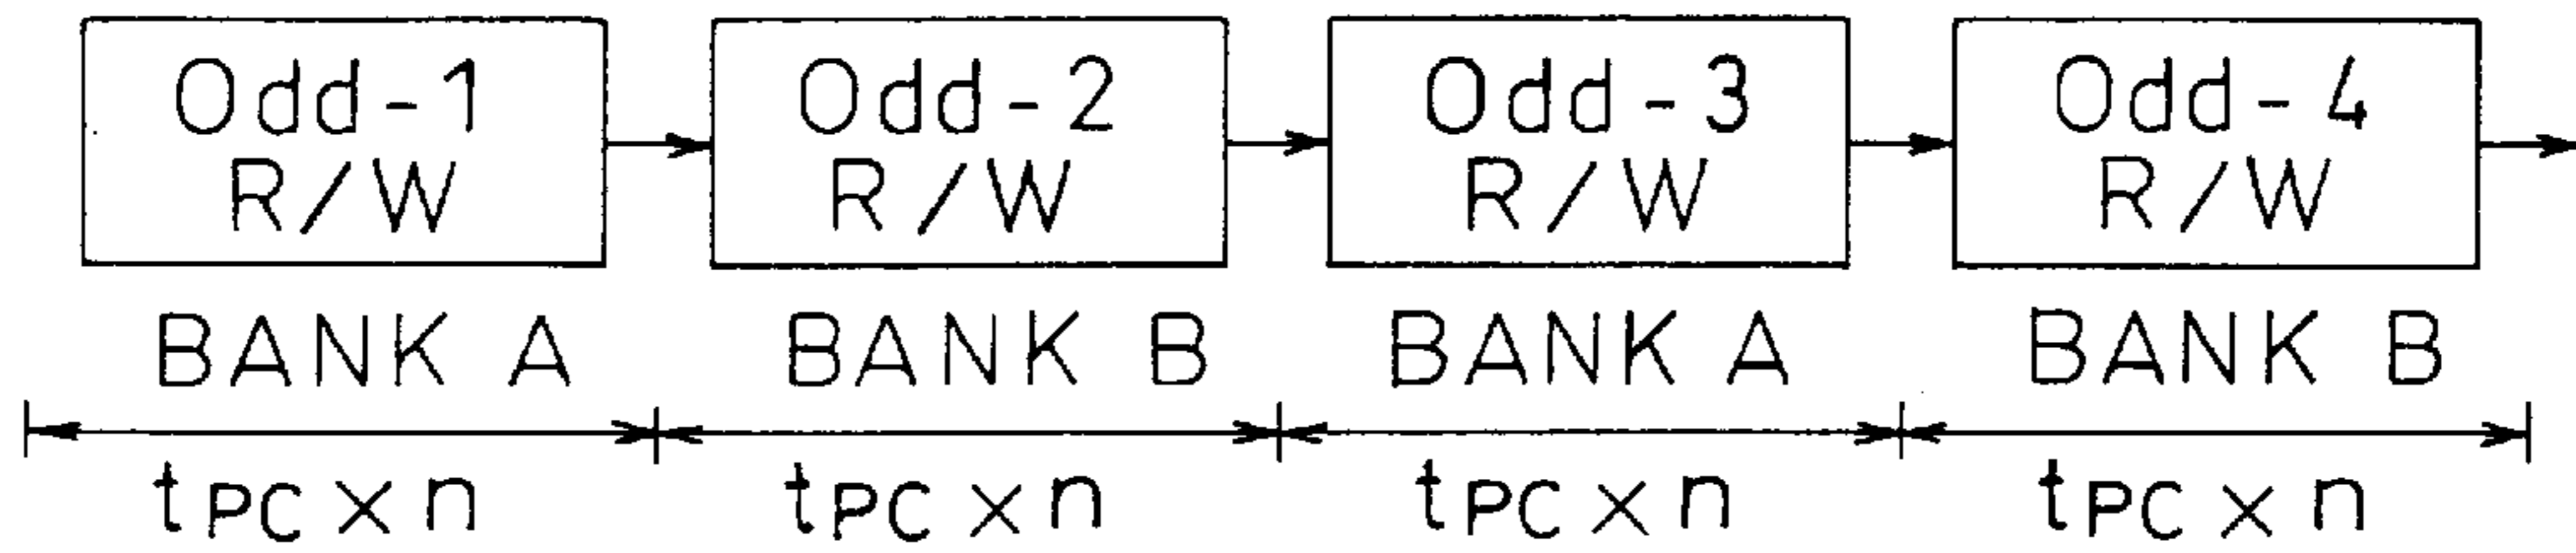 Odd-1 Odd-2 Odd-3 Odd-4
R/W R/W R/W R/W
BANK A BANK B BANK A BANK B
tPC×n tPC×n tPC×n tPC×n